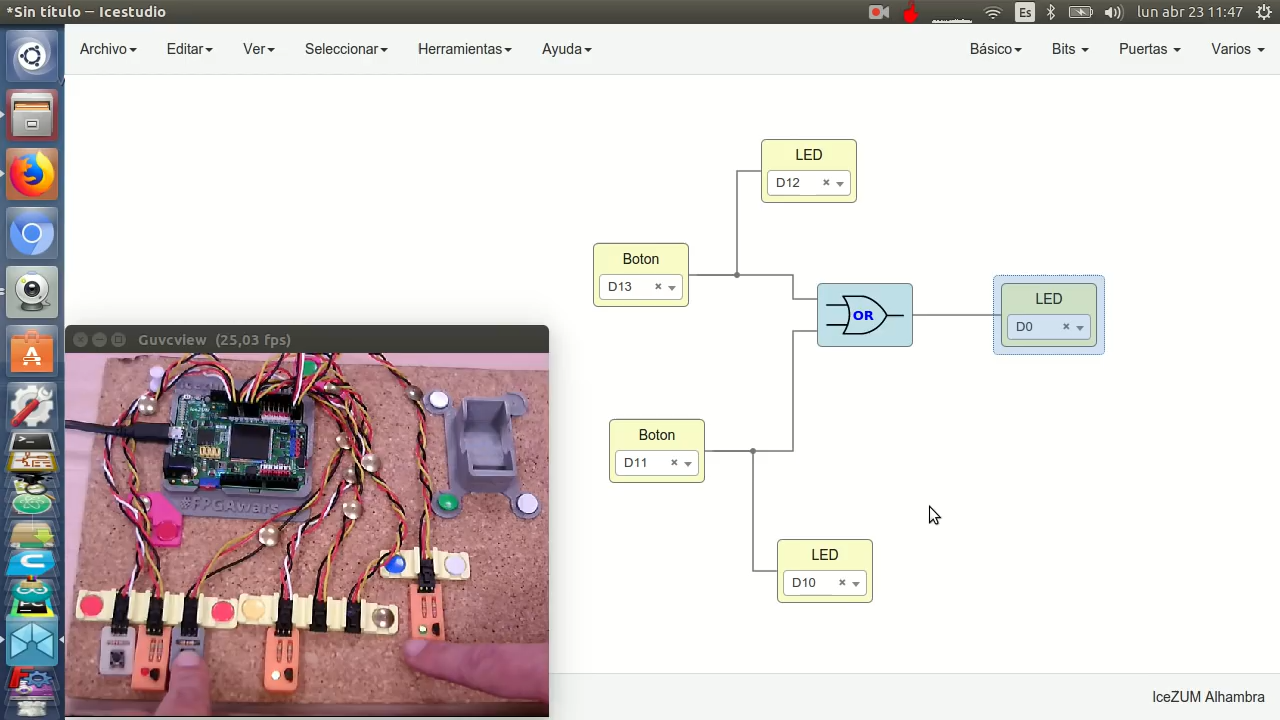 *Sin título — Icestudio
Es
lun abr 23 11:47
Archivo Editar Ver Seleccionar Herramientas Ayuda
Básico Bits Puertas Varios
LED
D12 ×
Boton
D13 ×
OR
LED
D0 ×
Guvcview (25,03 fps)
IceZUM
#FPGAwars
Boton
D11 ×
LED
D10 ×
IceZUM Alhambra